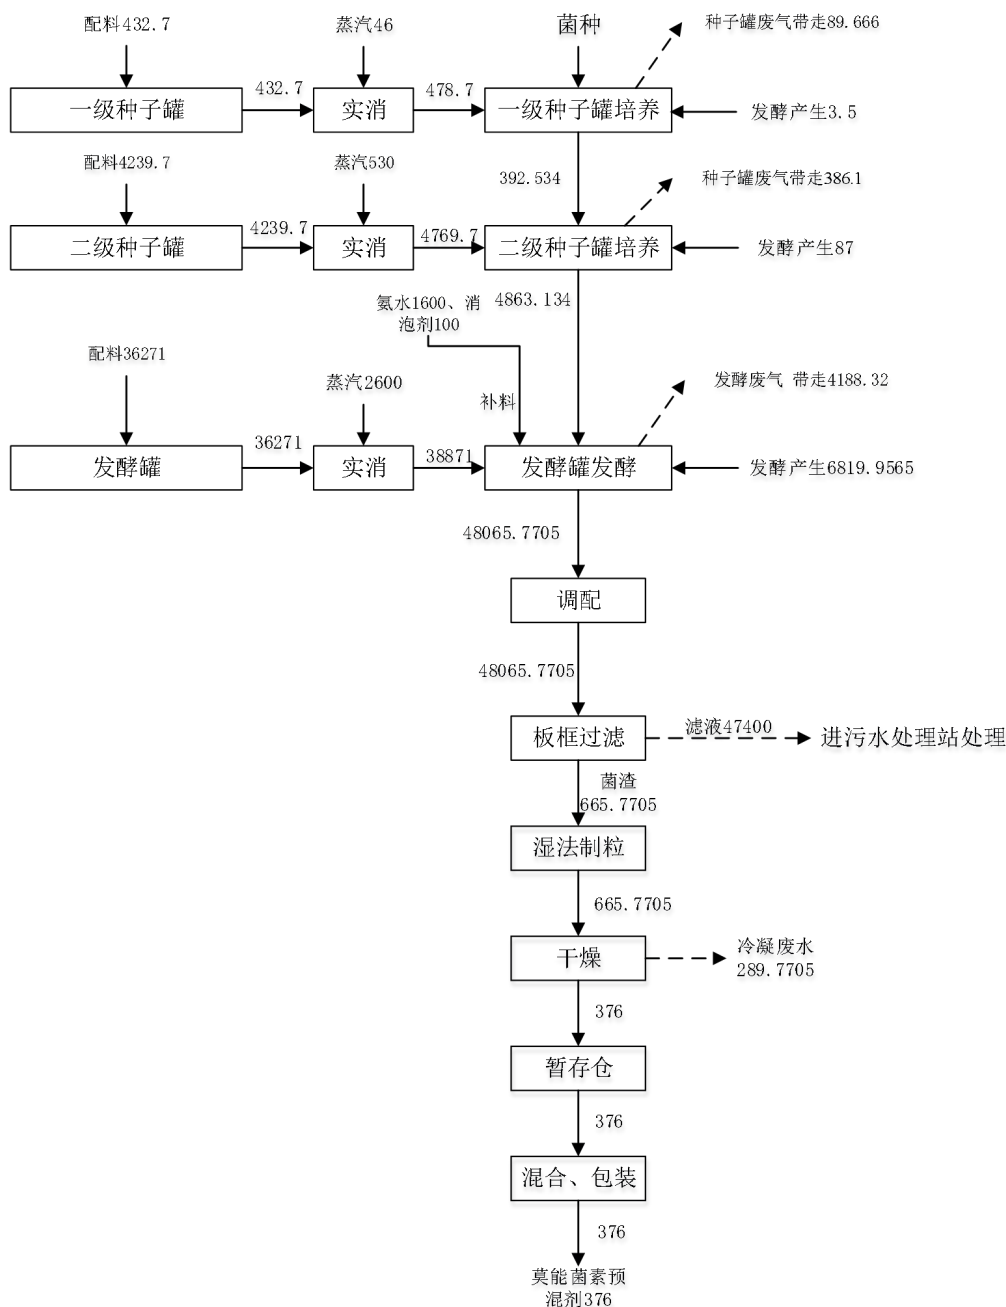 配料432.7
蒸汽46
菌种
种子罐废气带走89.666
一级种子罐
432.7
实消
478.7
一级种子罐培养
发酵产生3.5
配料4239.7
蒸汽530
392.534
种子罐废气带走386.1
二级种子罐
4239.7
实消
4769.7
二级种子罐培养
发酵产生87
氨水1600、消
泡剂100
4863.134
配料36271
蒸汽2600
补料
发酵废气 带走4188.32
发酵罐
36271
实消
38871
发酵罐发酵
发酵产生6819.9565
48065.7705
调配
48065.7705
板框过滤
滤液47400
进污水处理站处理
菌渣
665.7705
湿法制粒
665.7705
干燥
冷凝废水
289.7705
376
暂存仓
376
混合、包装
376
莫能菌素预
混剂376